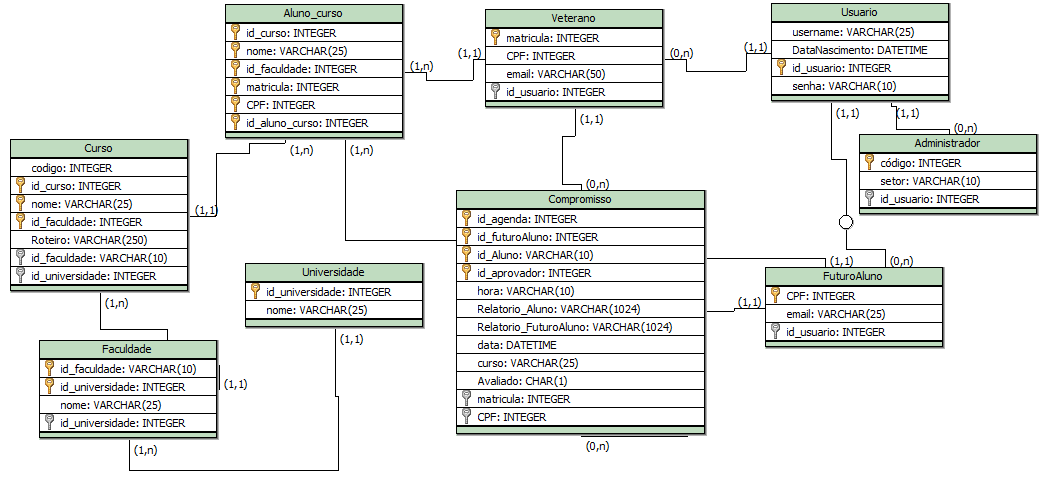 Aluno_curso
id_curso: INTEGER
nome: VARCHAR(25)
id_faculdade: INTEGER
matricula: INTEGER
CPF: INTEGER
id_aluno_curso: INTEGER
(1,n)
(1,1)
Veterano
matricula: INTEGER
CPF: INTEGER
email: VARCHAR(50)
id_usuario: INTEGER
(0,n)
(1,1)
Usuario
username: VARCHAR(25)
DataNascimento: DATETIME
id_usuario: INTEGER
senha: VARCHAR(10)
(1,1)
(1,1)
(0,n)
Administrador
código: INTEGER
setor: VARCHAR(10)
id_usuario: INTEGER
(1,1)
(0,n)
(1,n)
(1,n)
Curso
codigo: INTEGER
id_curso: INTEGER
nome: VARCHAR(25)
id_faculdade: INTEGER
Roteiro: VARCHAR(250)
id_faculdade: VARCHAR(10)
id_universidade: INTEGER
(1,1)
(1,n)
Compromisso
id_agenda: INTEGER
id_futuroAluno: INTEGER
id_Aluno: VARCHAR(10)
id_aprovador: INTEGER
hora: VARCHAR(10)
Relatorio_Aluno: VARCHAR(1024)
Relatorio_FuturoAluno: VARCHAR(1024)
data: DATETIME
curso: VARCHAR(25)
Avaliado: CHAR(1)
matricula: INTEGER
CPF: INTEGER
(0,n)
(1,1)
(0,n)
(1,1)
FuturoAluno
CPF: INTEGER
email: VARCHAR(25)
id_usuario: INTEGER
Universidade
id_universidade: INTEGER
nome: VARCHAR(25)
(1,1)
Faculdade
id_faculdade: VARCHAR(10)
id_universidade: INTEGER
nome: VARCHAR(25)
id_universidade: INTEGER
(1,1)
(1,n)